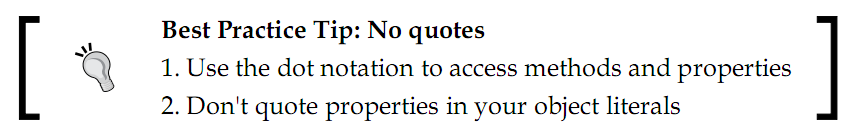 Best Practice Tip: No quotes
1. Use the dot notation to access methods and properties
2. Don't quote properties in your object literals